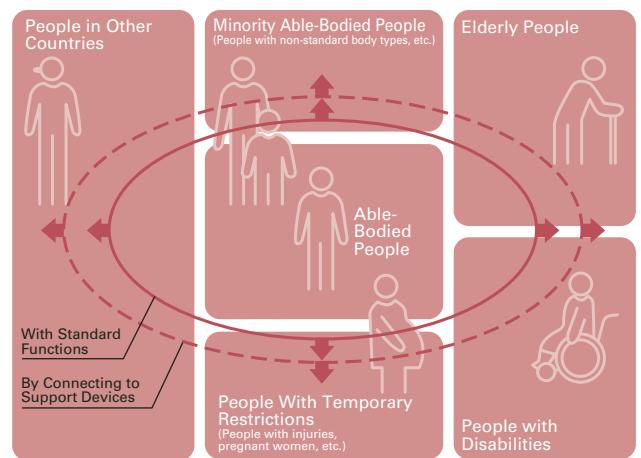 People in Other
Countries
Minority Able-Bodied People
(People with non-standard body types, etc.)
Elderly People
Able-
Bodied
People
With Standard
Functions
By Connecting to
Support Devices
People With Temporary
Restrictions
(People with injuries,
pregnant women, etc.)
People with
Disabilities